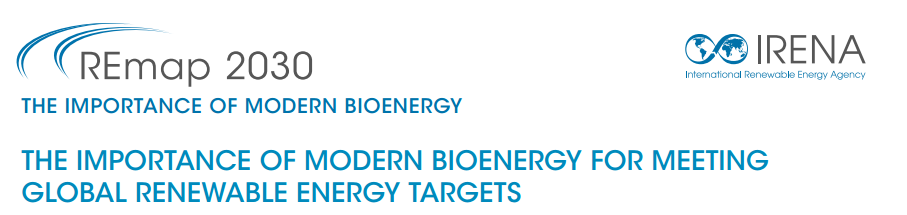 REmap 2030
IRENA
International Renewable Energy Agency
THE IMPORTANCE OF MODERN BIOENERGY
THE IMPORTANCE OF MODERN BIOENERGY FOR MEETING
GLOBAL RENEWABLE ENERGY TARGETS